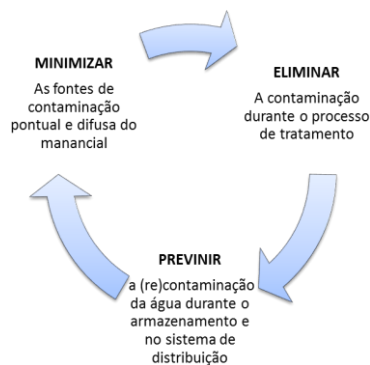 MINIMIZAR
As fontes de
contaminação
pontual e difusa do
manancial
ELIMINAR
A contaminação
durante o processo
de tratamento
PREVINIR
a (re)contaminação
da água durante o
armazenamento e
no sistema de
distribuição